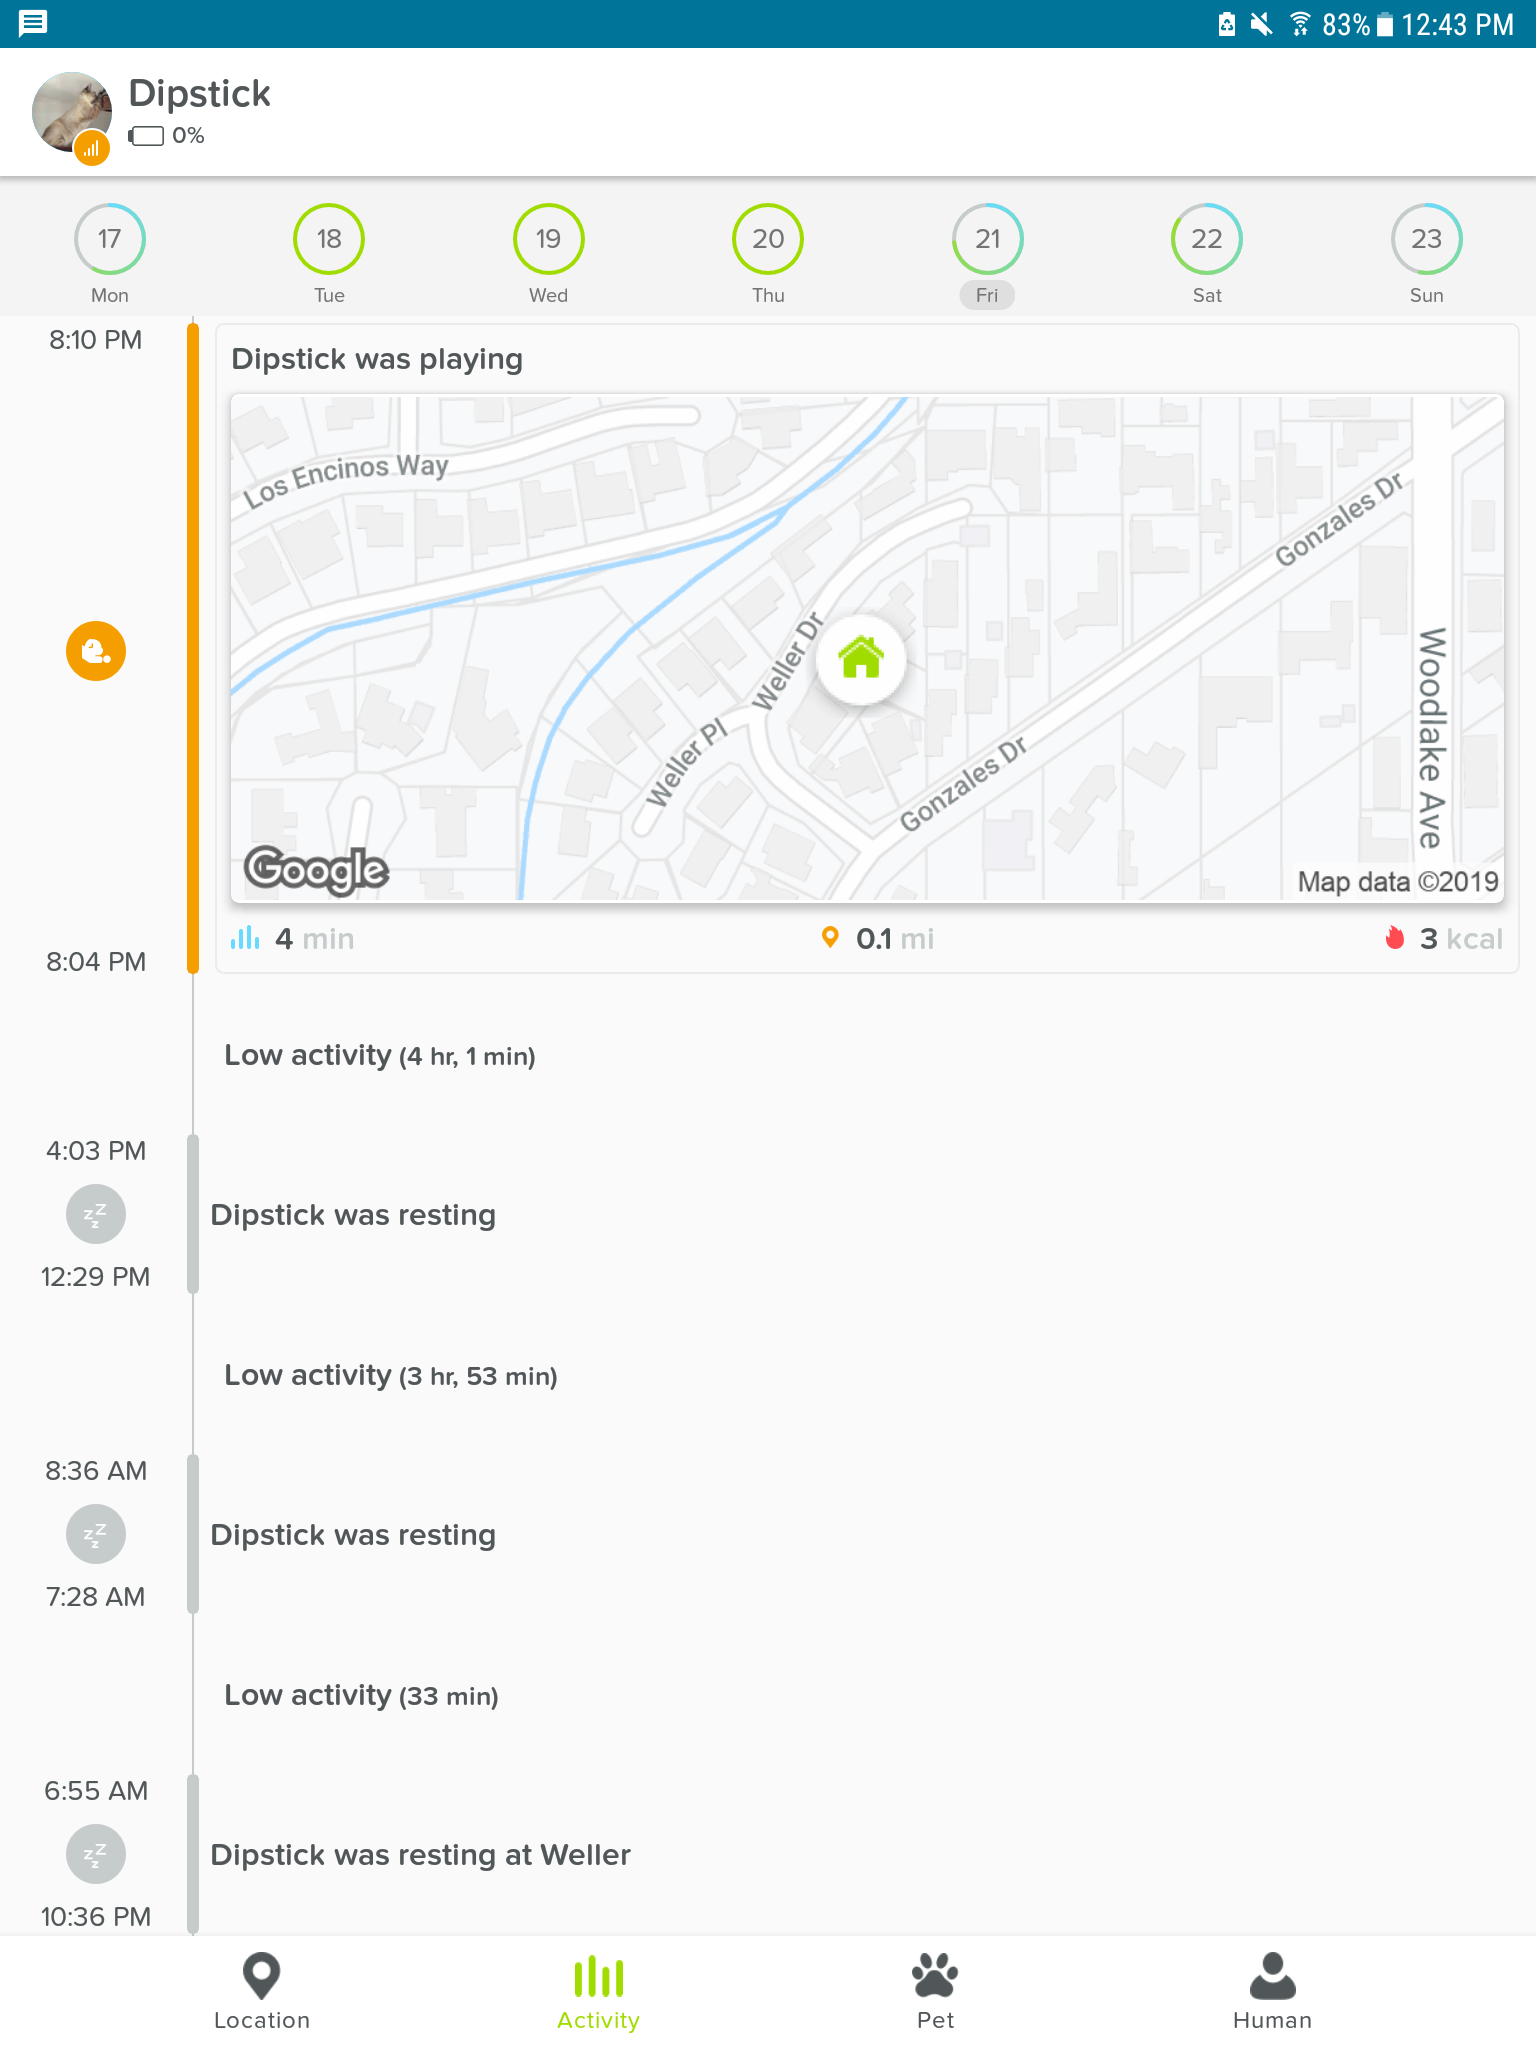 83% 12:43 PM
Dipstick
0%
17 18 19 20 21 22 23
Mon Tue Wed Thu Fri Sat Sun
8:10 PM
Dipstick was playing
Los Encinos Way
Gonzales Dr
Weller Dr
Woodlake Ave
Weller Pl
Gonzales Dr
Google
Map data ©2019
4 min 0.1 mi 3 kcal
8:04 PM
Low activity (4 hr, 1 min)
4:03 PM
zzz
Dipstick was resting
12:29 PM
Low activity (3 hr, 53 min)
8:36 AM
zzz
Dipstick was resting
7:28 AM
Low activity (33 min)
6:55 AM
zzz
Dipstick was resting at Weller
10:36 PM
Location Activity Pet Human